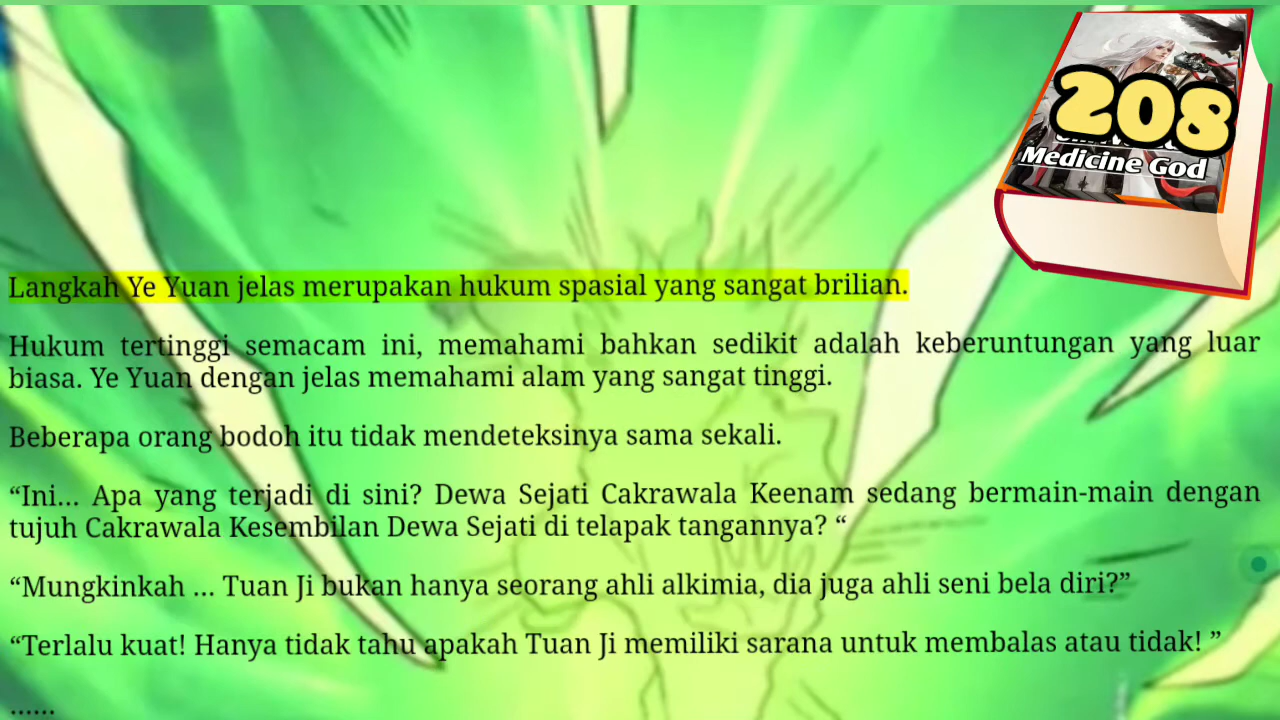 208
Medicine God
Langkah Ye Yuan jelas merupakan hukum spasial yang sangat brilian.
Hukum tertinggi semacam ini, memahami bahkan sedikit adalah keberuntungan yang luar
biasa. Ye Yuan dengan jelas memahami alam yang sangat tinggi.
Beberapa orang bodoh itu tidak mendeteksinya sama sekali.
“Ini… Apa yang terjadi di sini? Dewa Sejati Cakrawala Keenam sedang bermain-main dengan
tujuh Cakrawala Kesembilan Dewa Sejati di telapak tangannya? “
“Mungkinkah … Tuan Ji bukan hanya seorang ahli alkimia, dia juga ahli seni bela diri?”
“Terlalu kuat! Hanya tidak tahu apakah Tuan Ji memiliki sarana untuk membalas atau tidak! ”
……